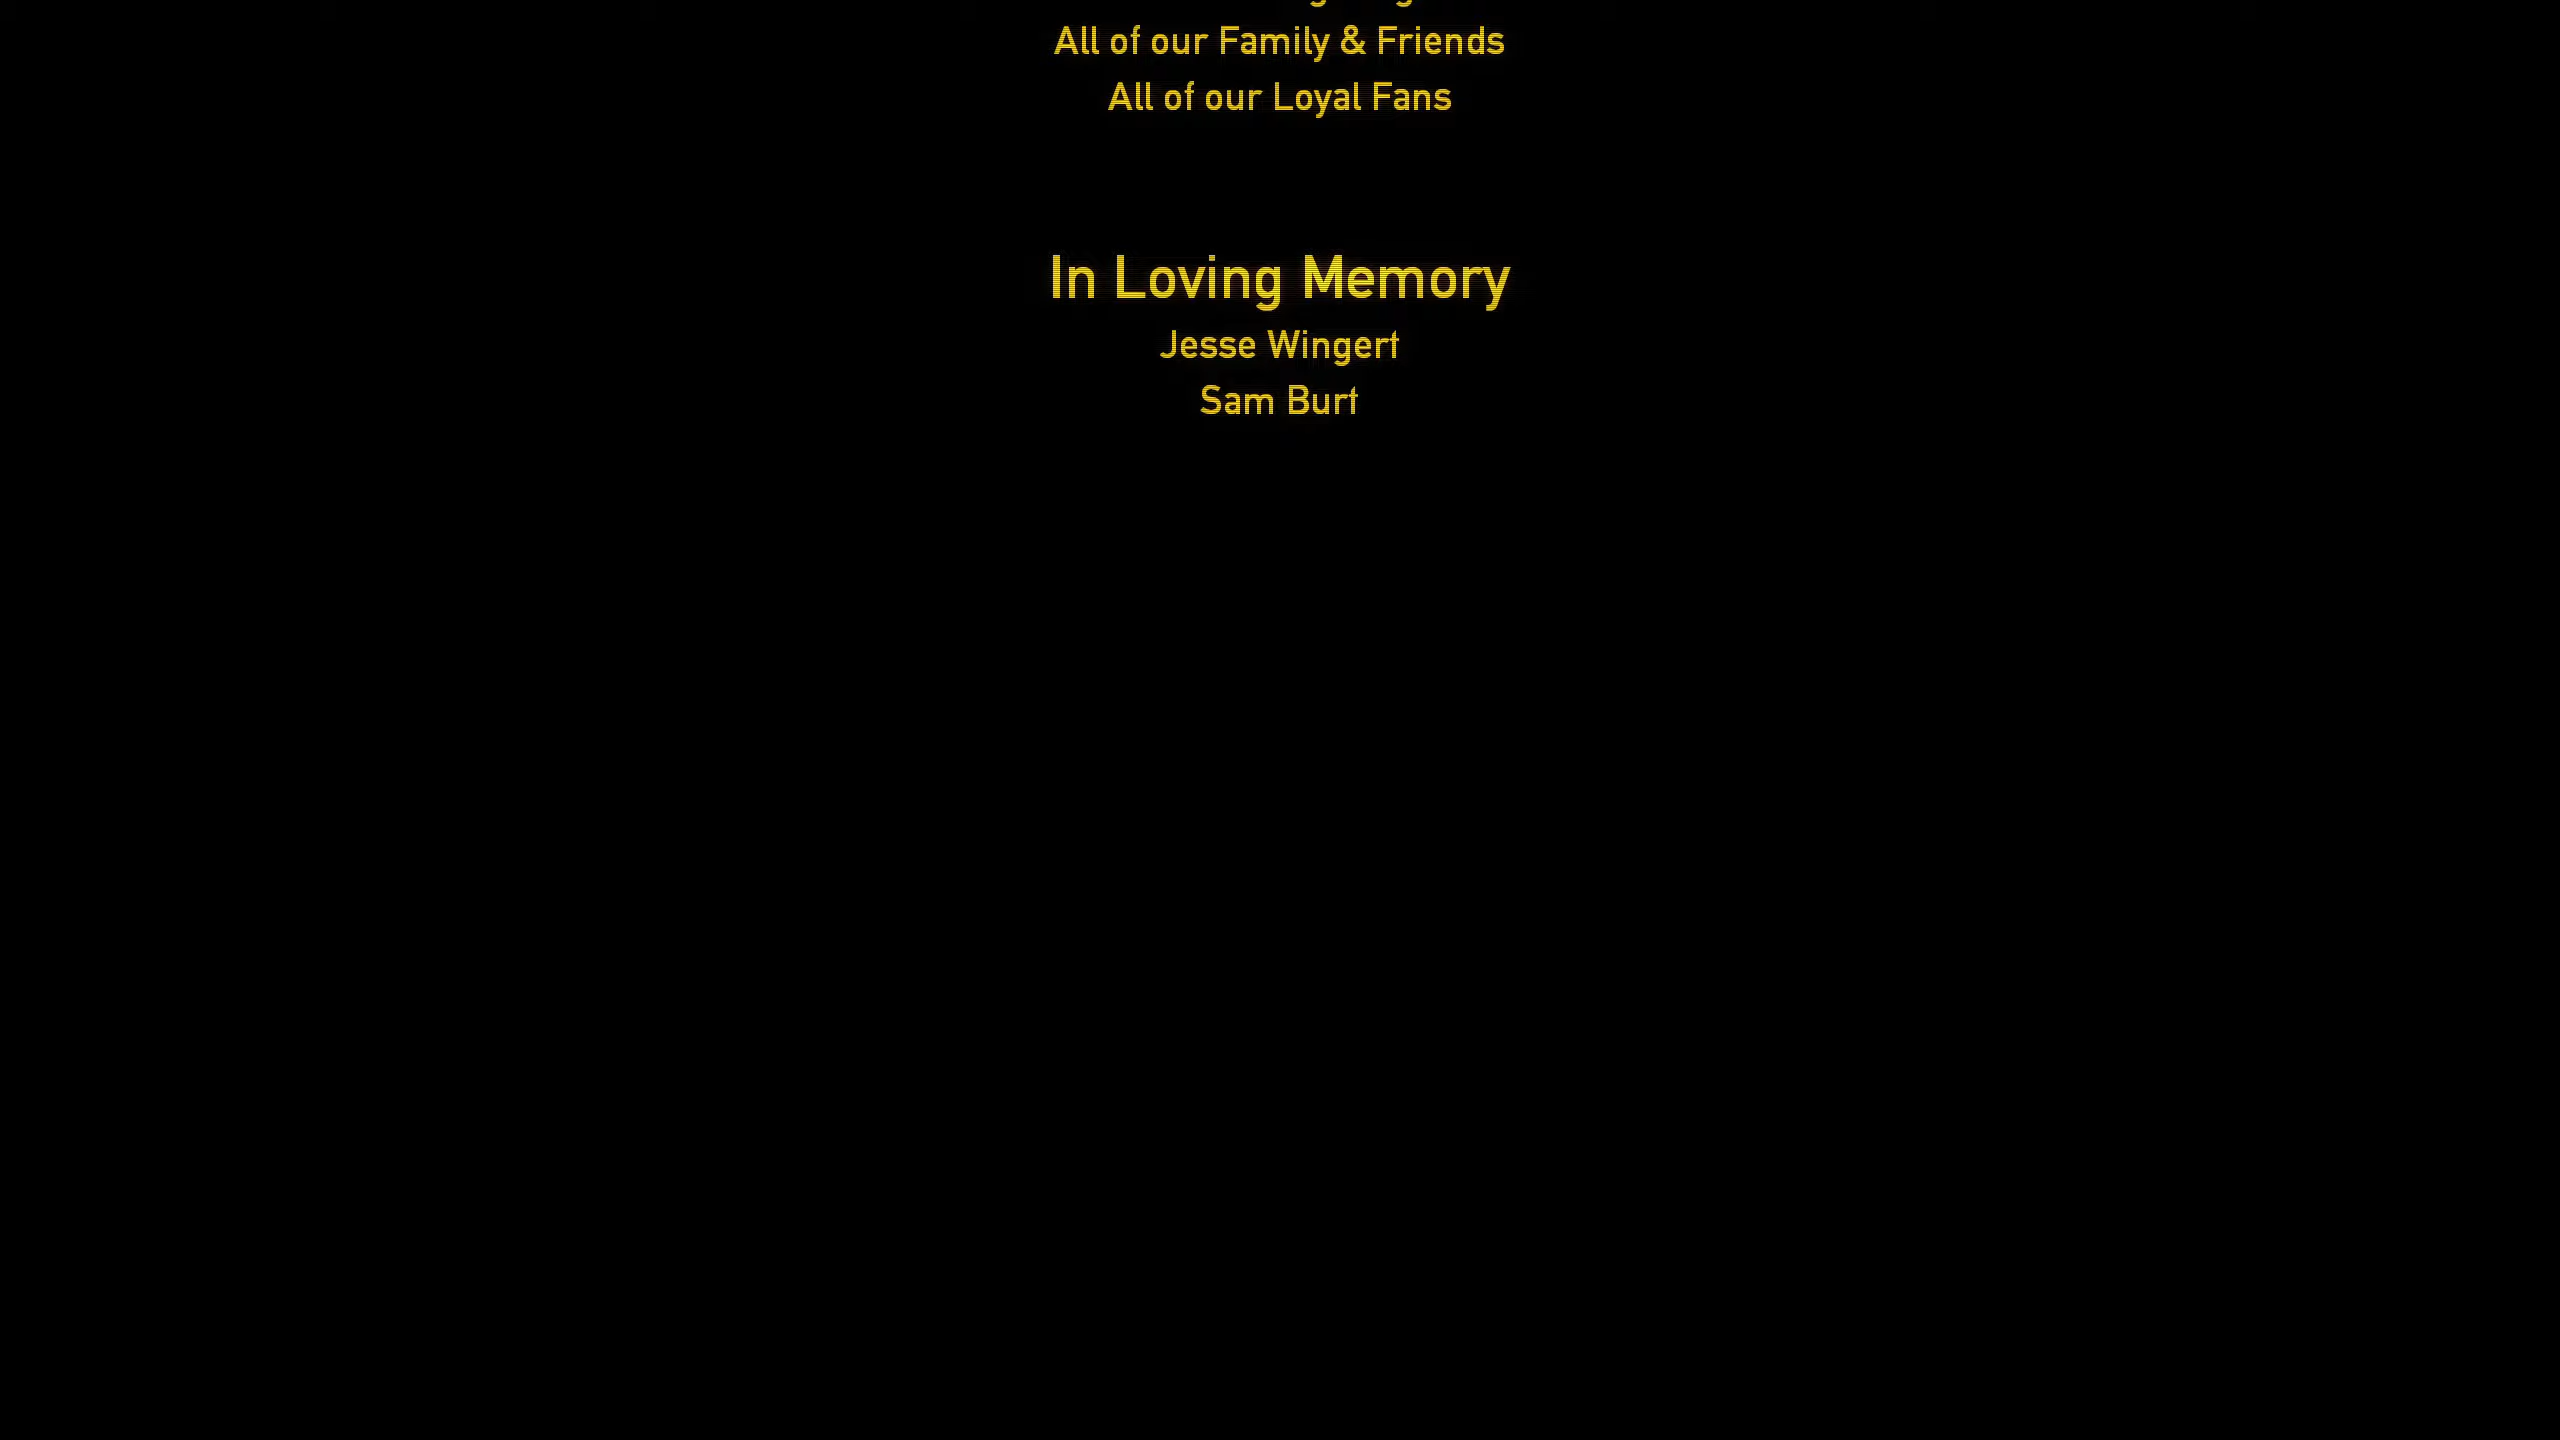 All of our Family & Friends
All of our Loyal Fans
In Loving Memory
Jesse Wingert
Sam Burt